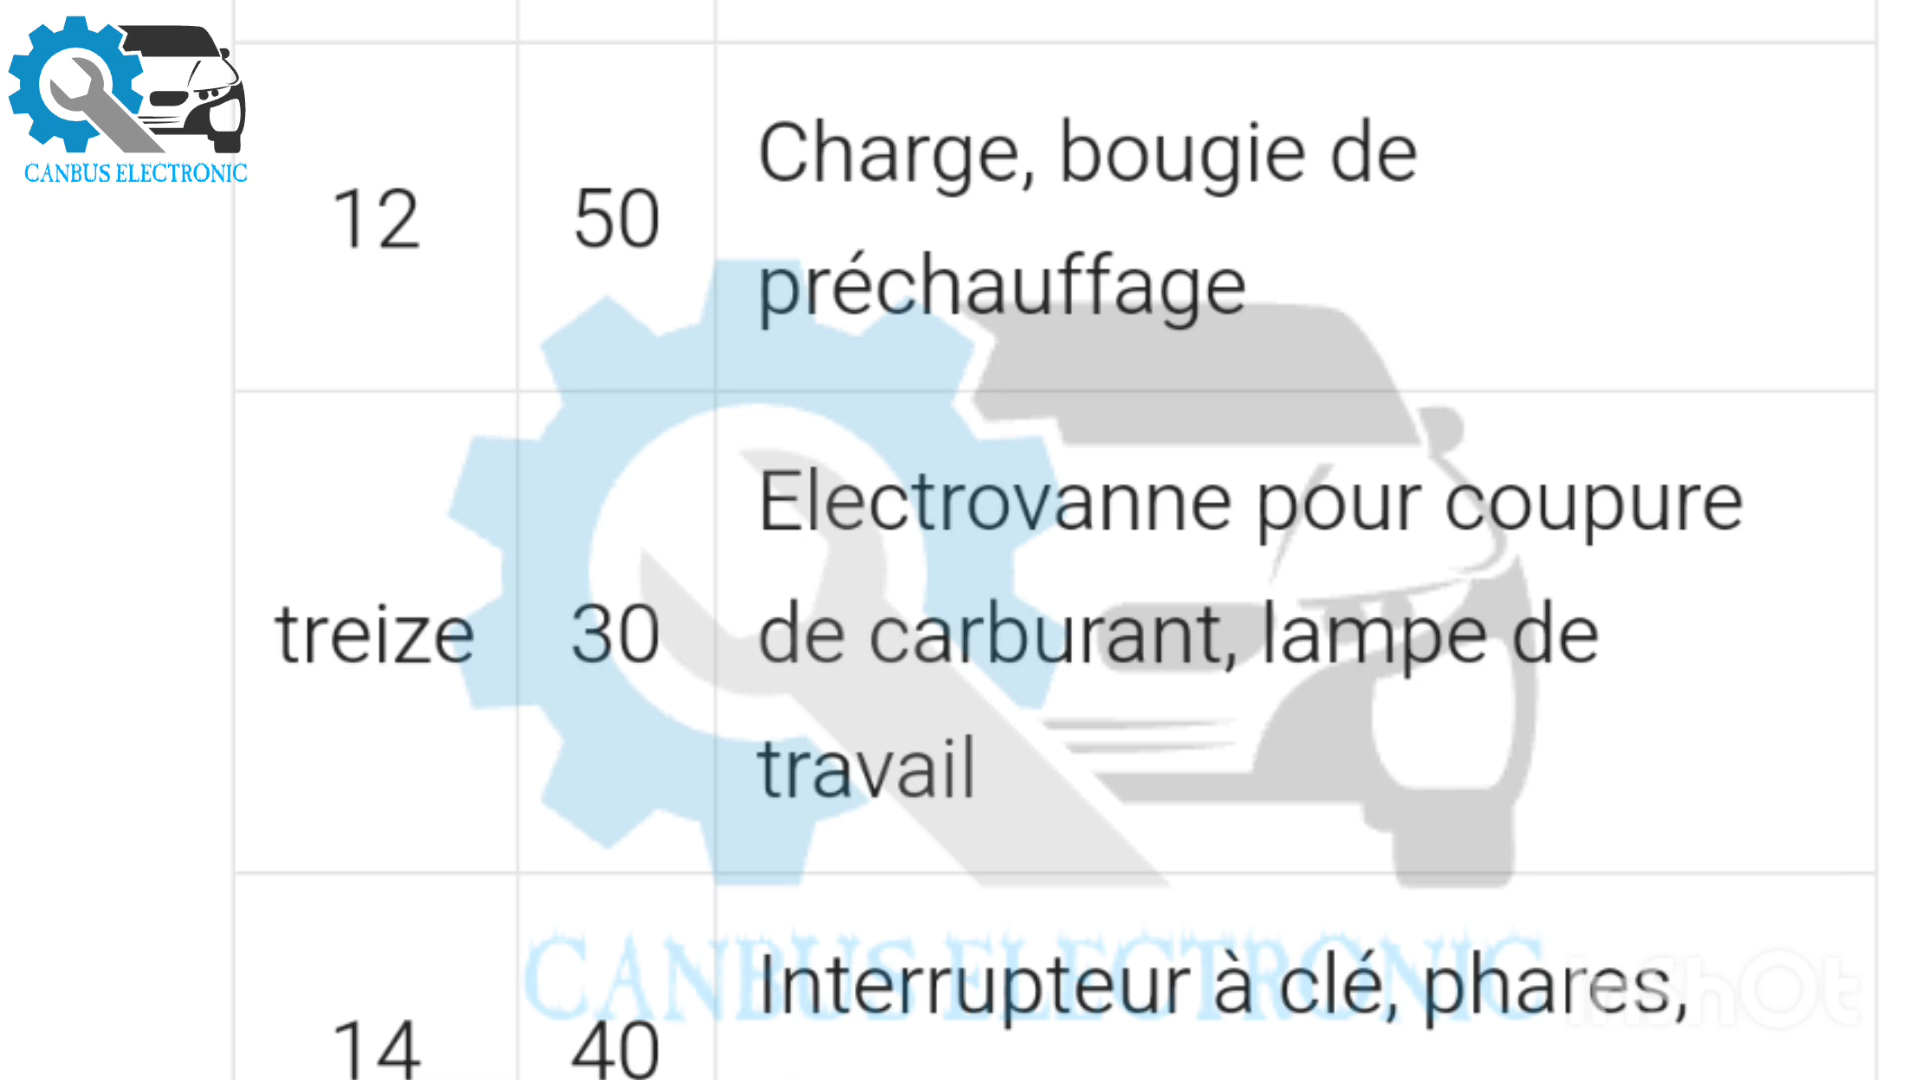 CANBUS ELECTRONIC
12 50 Charge, bougie de
préchauffage
treize 30 Electrovanne pour coupure
de carburant, lampe de
travail
CANBUS ELECTRONIC
14 40 Interrupteur à clé, phares,
InShOt